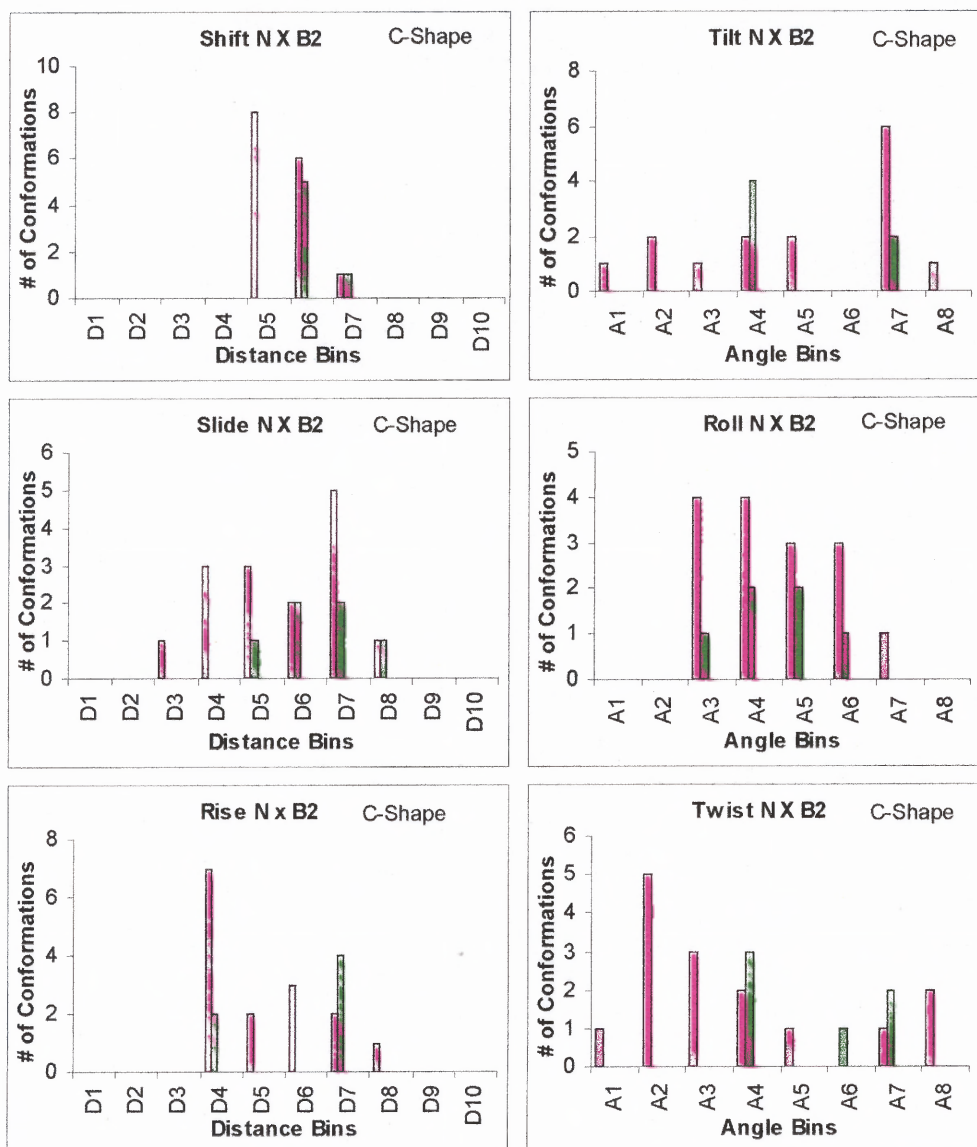 Shift N X B2 C-Shape
# of Conformations
10
8
6
4
2
0
D1 D2 D3 D4 D5 D6 D7 D8 D9 D10
Distance Bins
Tilt N X B2 C-Shape
# of Conformations
8
6
4
2
0
A1 A2 A3 A4 A5 A6 A7 A8
Angle Bins
Slide N X B2 C-Shape
# of Conformations
6
5
4
3
2
1
0
D1 D2 D3 D4 D5 D6 D7 D8 D9 D10
Distance Bins
Roll N X B2 C-Shape
# of Conformations
5
4
3
2
1
0
A1 A2 A3 A4 A5 A6 A7 A8
Angle Bins
Rise N x B2 C-Shape
# of Conformations
8
6
4
2
0
D1 D2 D3 D4 D5 D6 D7 D8 D9 D10
Distance Bins
Twist N X B2 C-Shape
# of Conformations
6
5
4
3
2
1
0
A1 A2 A3 A4 A5 A6 A7 A8
Angle Bins